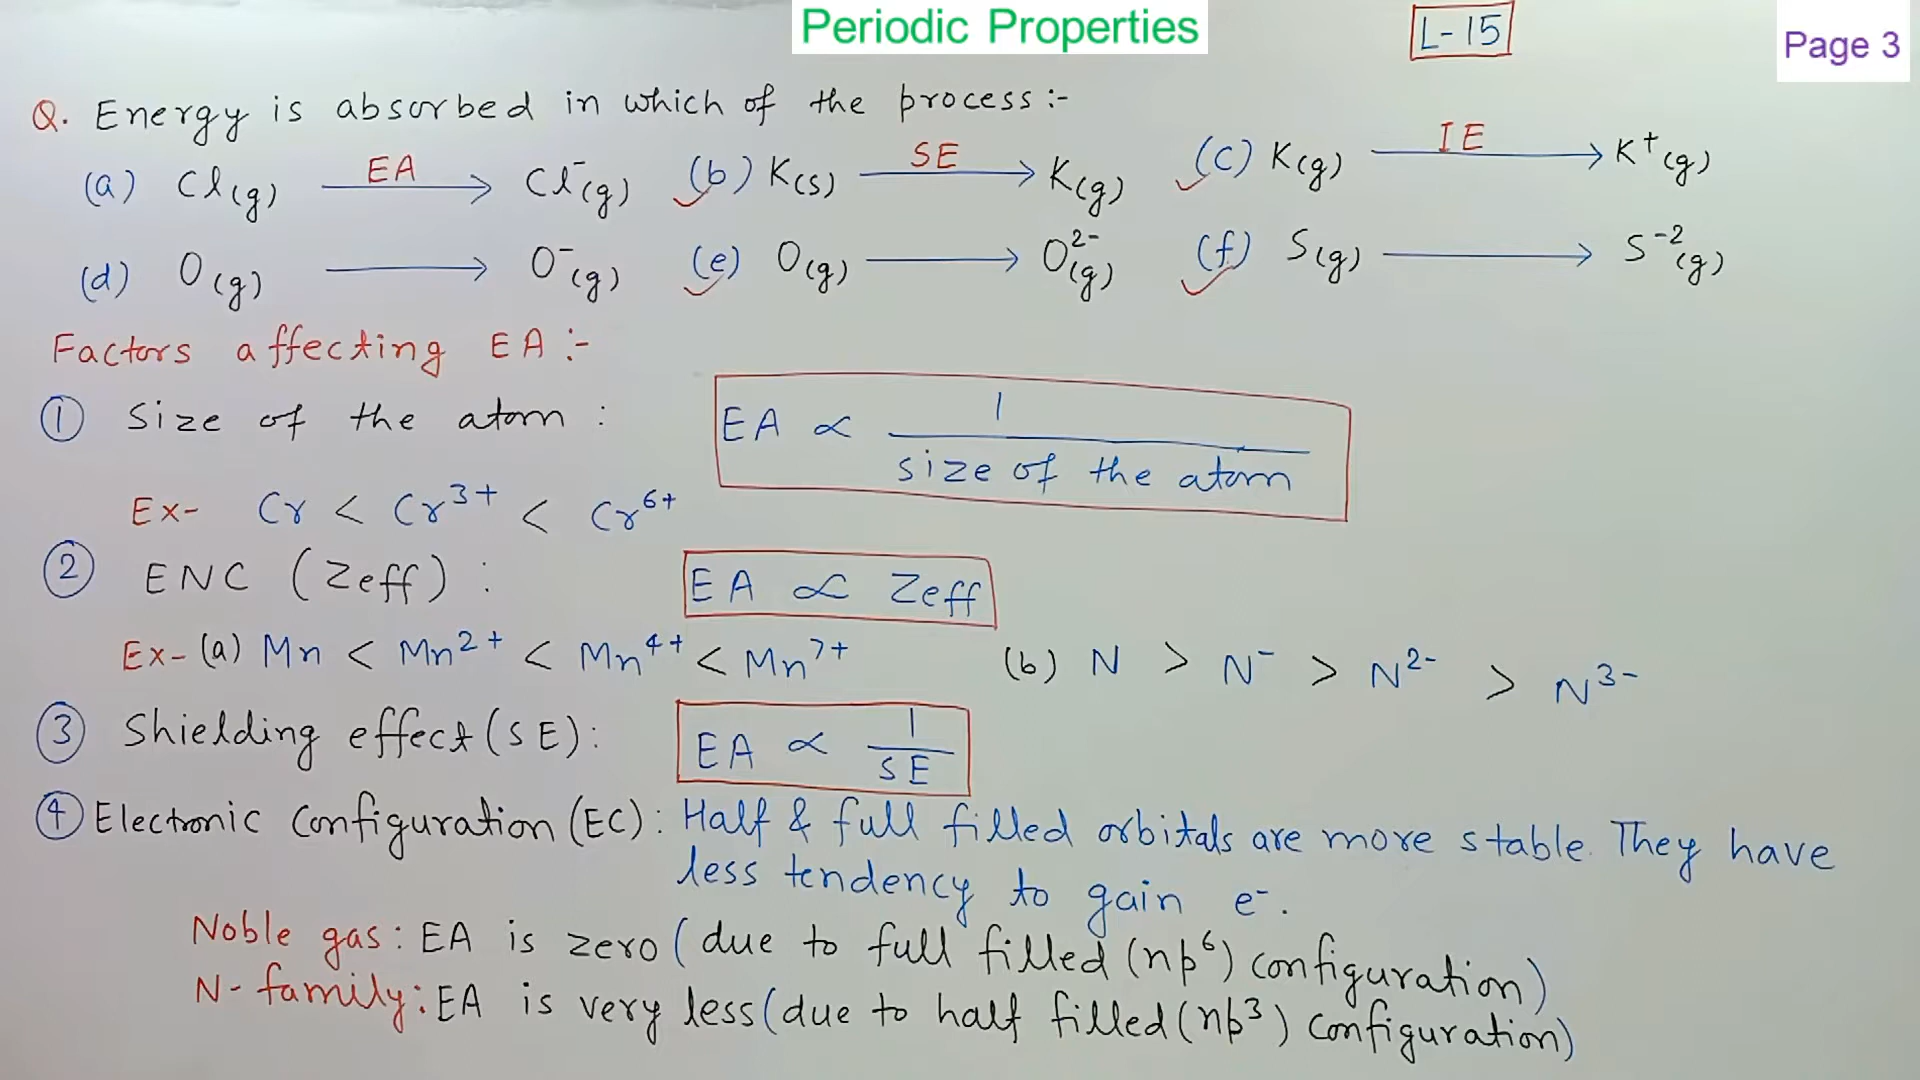 Periodic Properties
L-15
Page 3
Q. Energy is absorbed in which of the process :-
(a) Cl(g) —EA→ Cl⁻(g) (b) K(s) —SE→ K(g) (c) K(g) —IE→ K⁺(g)
(d) O(g) ⟶ O⁻(g) (e) O(g) ⟶ O²⁻(g) (f) S(g) ⟶ S⁻²(g)
Factors affecting EA :-
① Size of the atom : EA ∝ 1/size of the atom
Ex- Cr < Cr³⁺ < Cr⁶⁺
② ENC (Zeff) : EA ∝ Zeff
Ex- (a) Mn < Mn²⁺ < Mn⁴⁺ < Mn⁷⁺ (b) N > N⁻ > N²⁻ > N³⁻
③ Shielding effect (SE) : EA ∝ 1/SE
④ Electronic Configuration (EC) : Half & full filled orbitals are more stable. They have
less tendency to gain e⁻.
Noble gas : EA is zero (due to full filled (np⁶) configuration)
N-family : EA is very less (due to half filled (np³) configuration)